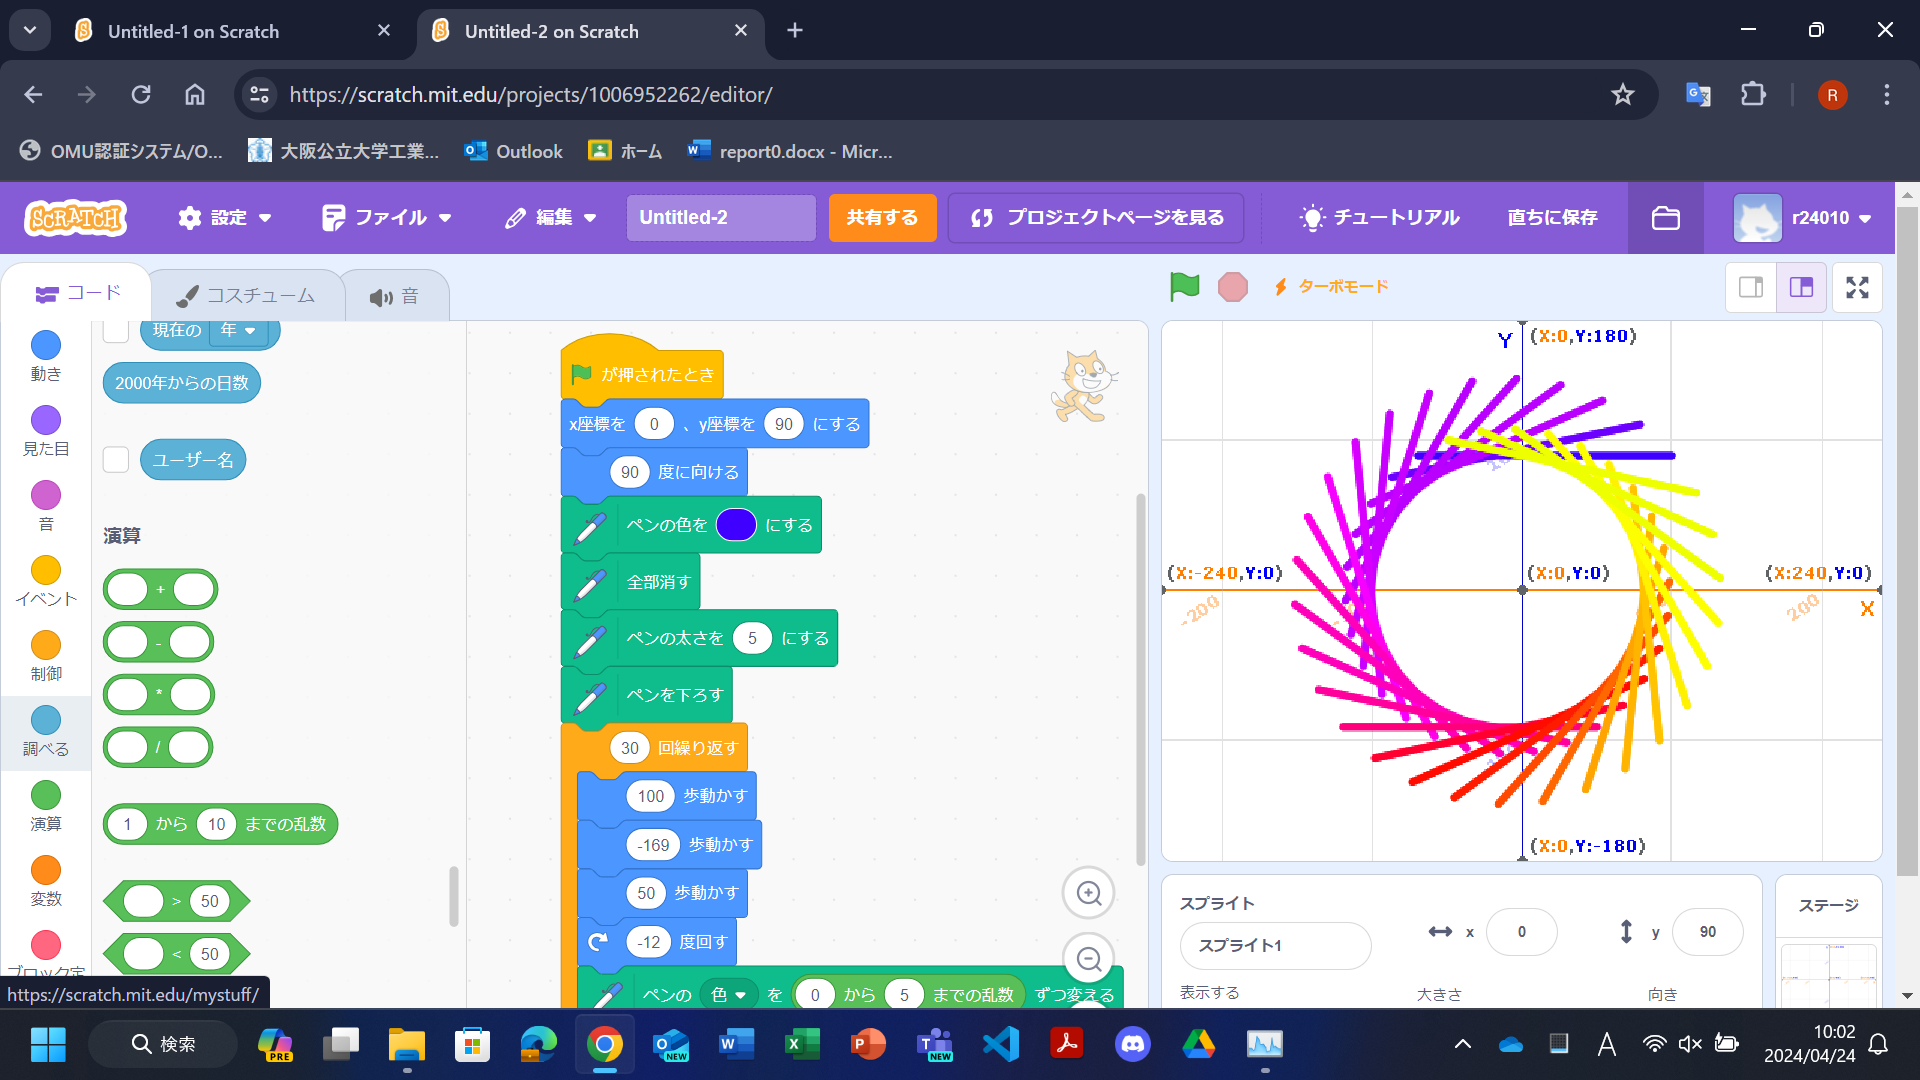 Untitled-1 on Scratch
Untitled-2 on Scratch
https://scratch.mit.edu/projects/1006952262/editor/
R
OMU認証システム/O...
大阪公立大学工業...
Outlook
ホーム
report0.docx - Micr...
SCRATCH
設定
ファイル
編集
Untitled-2
共有する
プロジェクトページを見る
チュートリアル
直ちに保存
r24010
コード
コスチューム
音
ターボモード
動き
見た目
音
イベント
制御
調べる
演算
変数
ブロック定
現在の 年
2000年からの日数
ユーザー名
演算
+
-
*
/
1 から 10 までの乱数
> 50
< 50
が押されたとき
x座標を 0 、y座標を 90 にする
90 度に向ける
ペンの色を にする
全部消す
ペンの太さを 5 にする
ペンを下ろす
30 回繰り返す
100 歩動かす
-169 歩動かす
50 歩動かす
-12 度回す
ペンの 色 を 0 から 5 までの乱数 ずつ変える
Y (X:0,Y:180)
(X:-240,Y:0)
(X:0,Y:0)
(X:240,Y:0)
-200
200
X
(X:0,Y:-180)
スプライト
スプライト1
x 0
y 90
表示する
大きさ
向き
ステージ
https://scratch.mit.edu/mystuff/
検索
PRE
NEW
NEW
A
10:02
2024/04/24